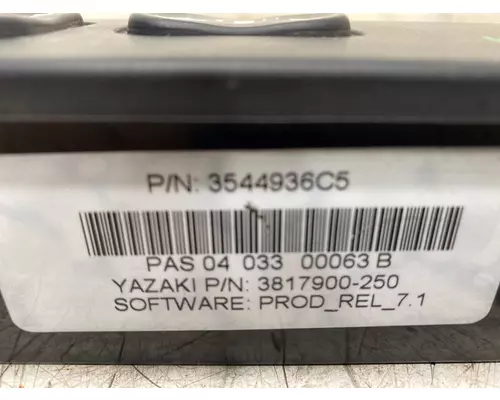 P/N: 3544936C5
PAS 04 033 00063 B
YAZAKI P/N: 3817900-250
SOFTWARE: PROD_REL_7.1